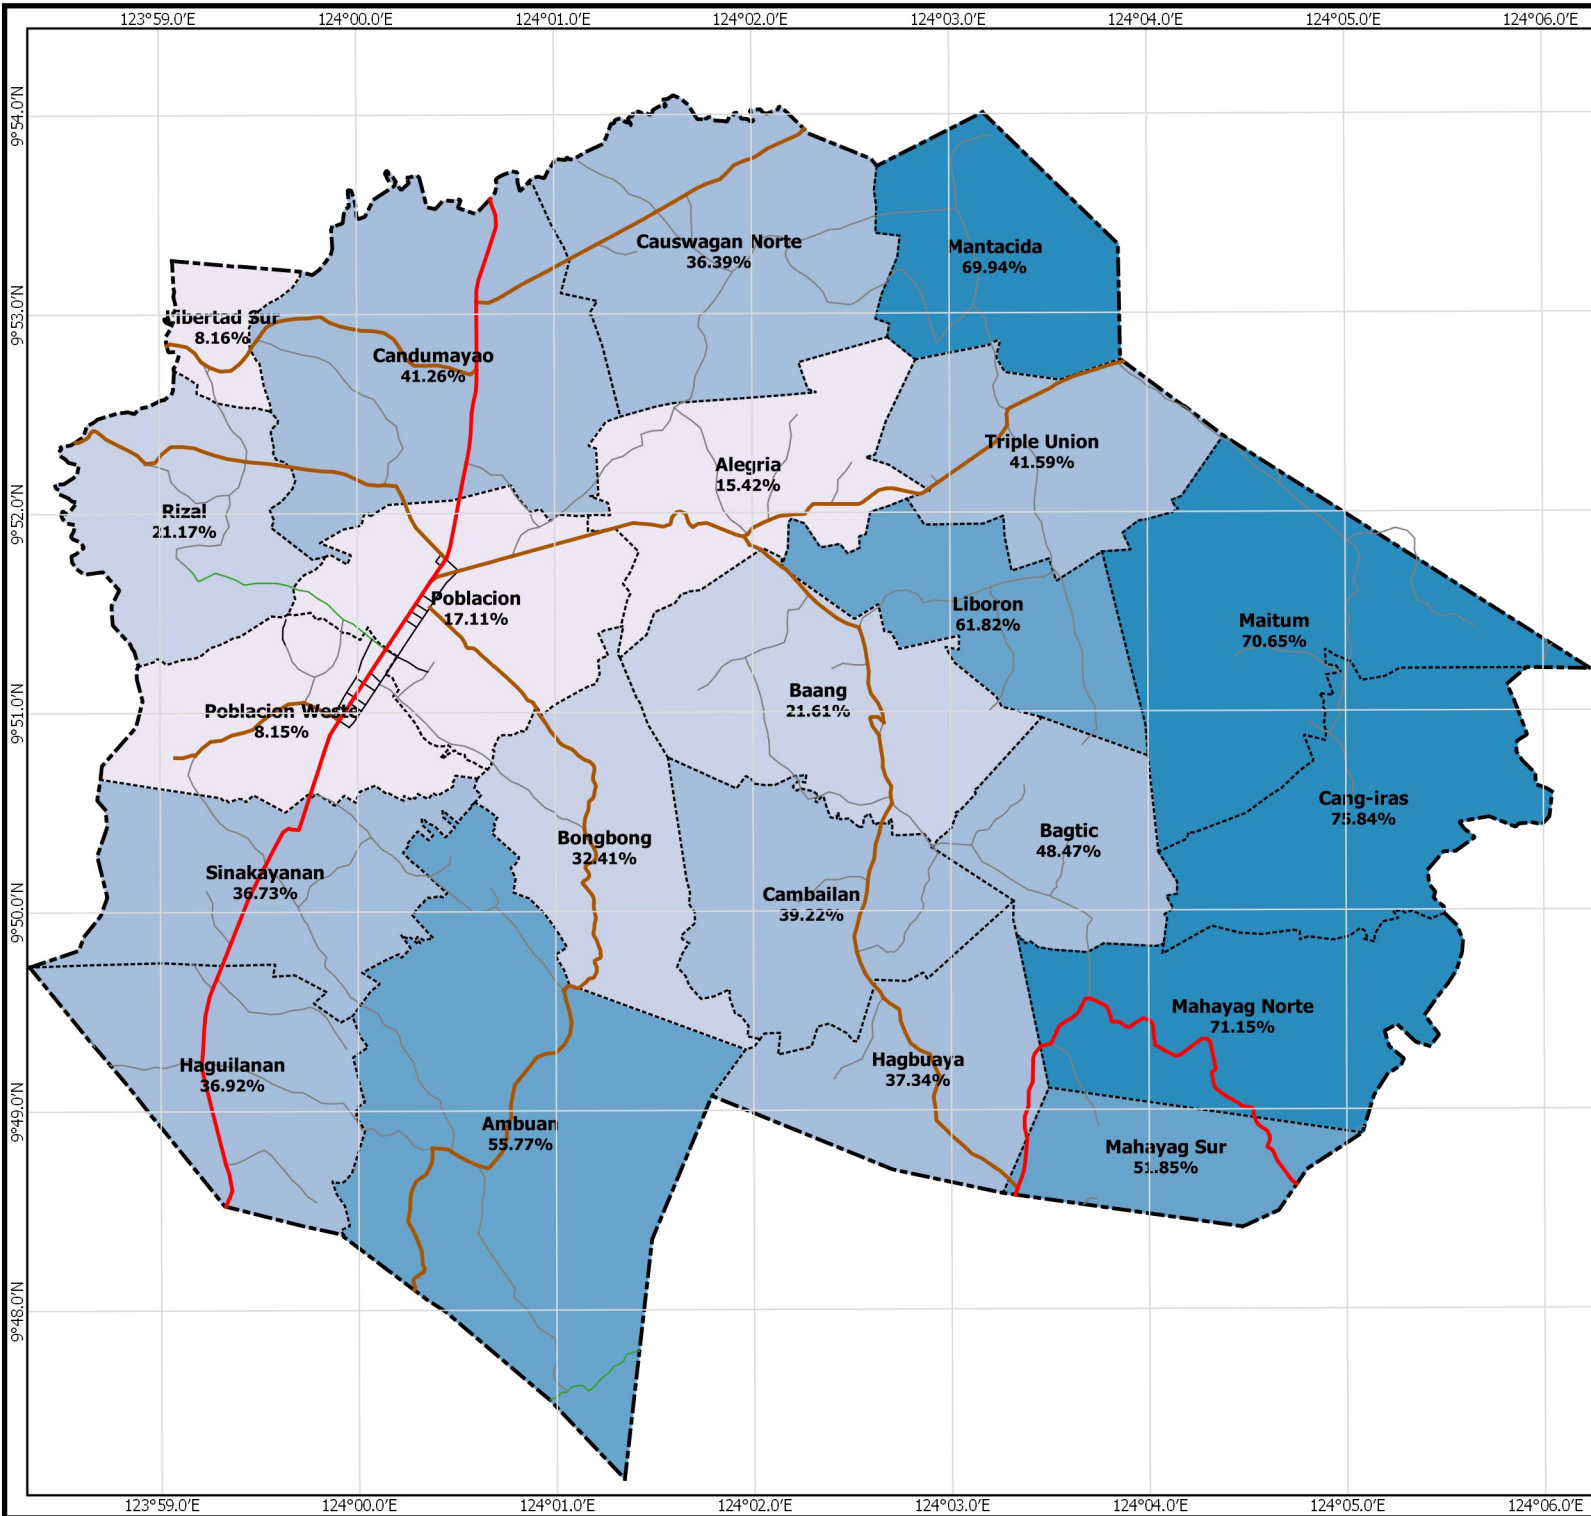 123°59.0'E 124°00.0'E 124°01.0'E 124°02.0'E 124°03.0'E 124°04.0'E 124°05.0'E 124°06.0'E
9°54.0'N
Causwagan Norte
36.39%
Mantacida
69.94%
9°53.0'N
Libertad Sur
8.16%
Candumayao
41.26%
Triple Union
41.59%
Alegria
15.42%
9°52.0'N
Rizal
21.17%
Poblacion
17.11%
Liboron
61.82%
Maitum
70.65%
Baang
21.61%
9°51.0'N
Poblacion Weste
8.15%
Cang-iras
75.84%
Bagtic
48.47%
Bongbong
32.41%
Sinakayanan
36.73%
Cambailan
39.22%
9°50.0'N
Mahayag Norte
71.15%
Haguilanan
36.92%
Hagbuaya
37.34%
9°49.0'N
Ambuan
55.77%
Mahayag Sur
51.85%
9°48.0'N
123°59.0'E 124°00.0'E 124°01.0'E 124°02.0'E 124°03.0'E 124°04.0'E 124°05.0'E 124°06.0'E